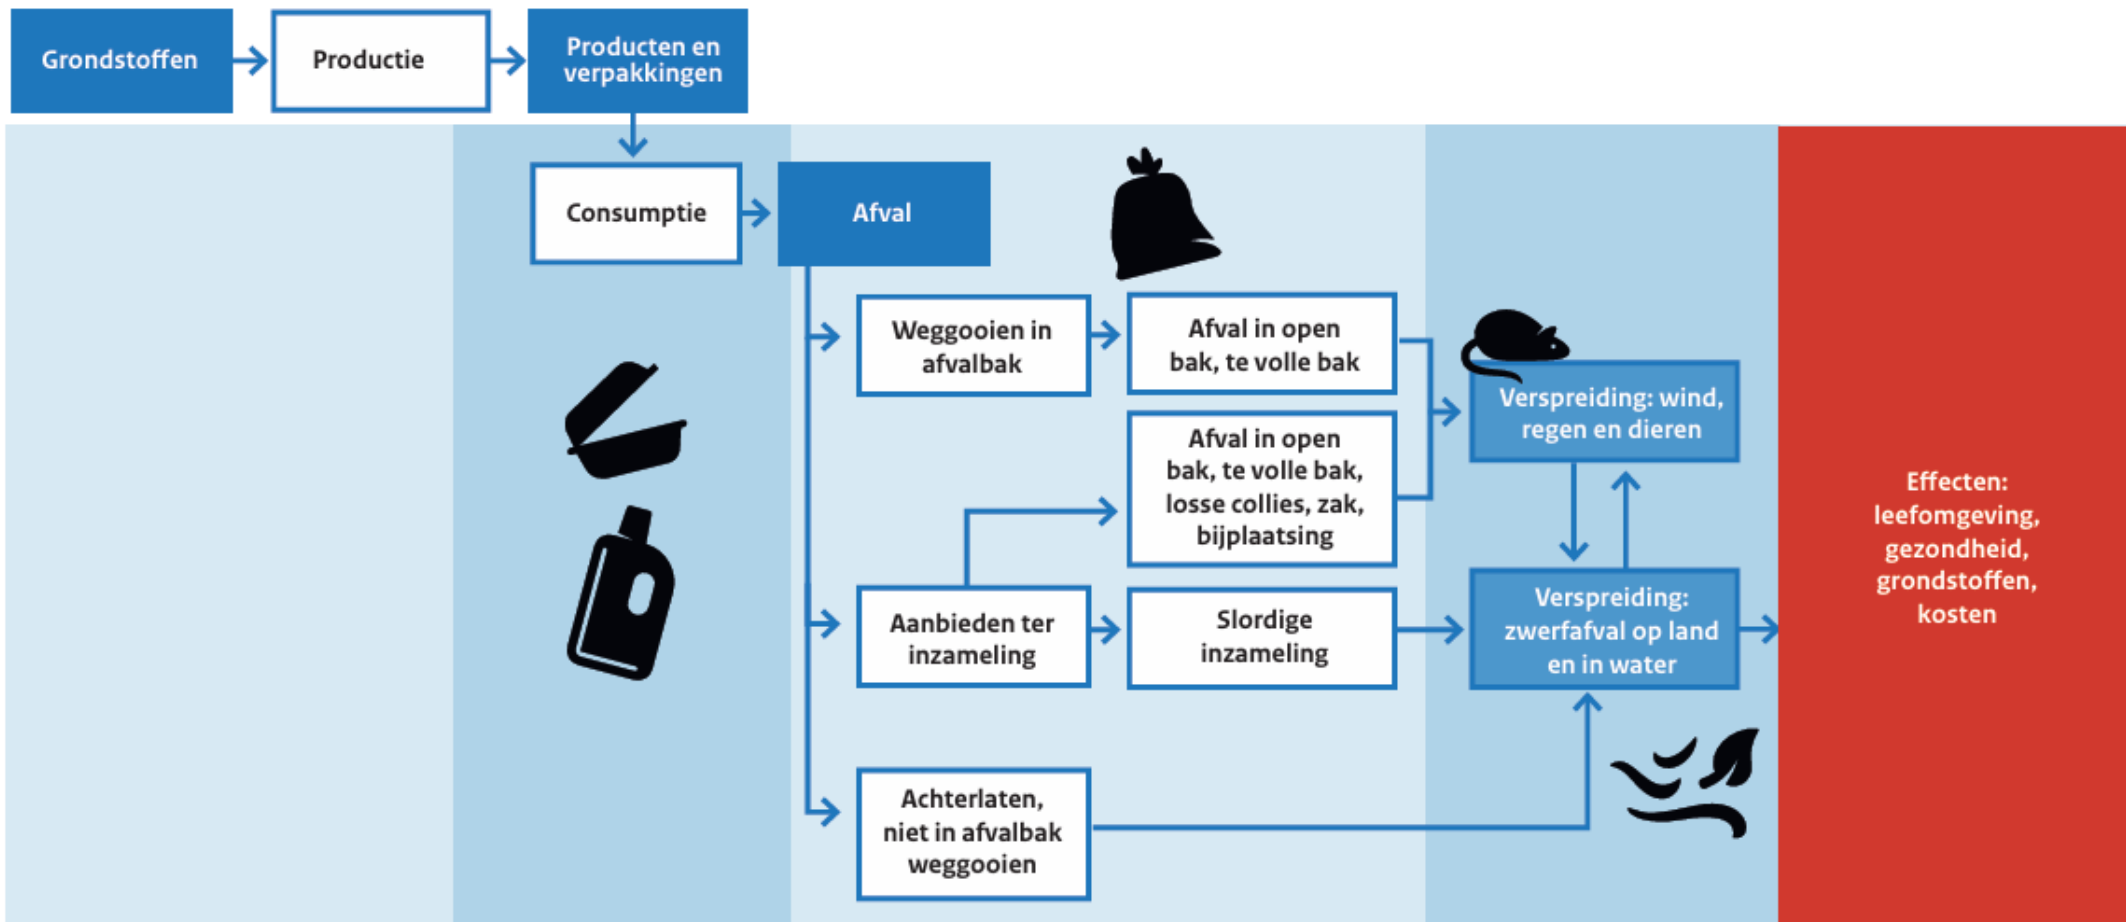 Grondstoffen
Productie
Producten en
verpakkingen
Consumptie
Afval
Weggooien in
afvalbak
Afval in open
bak, te volle bak
Afval in open
bak, te volle bak,
losse collies, zak,
bijplaatsing
Verspreiding: wind,
regen en dieren
Aanbieden ter
inzameling
Slordige
inzameling
Verspreiding:
zwerfafval op land
en in water
Achterlaten,
niet in afvalbak
weggooien
Effecten:
leefomgeving,
gezondheid,
grondstoffen,
kosten